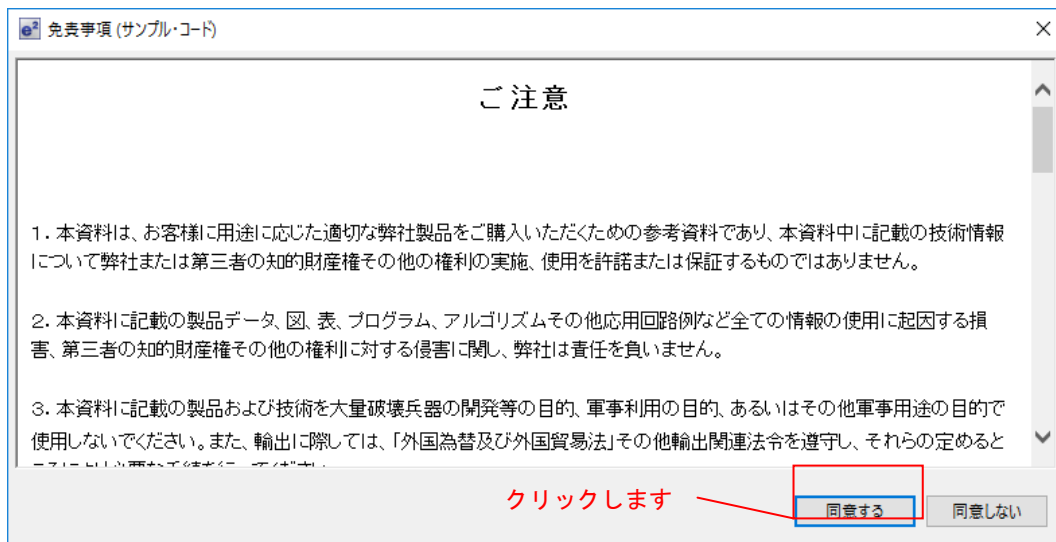 e² 免責事項 (サンプル・コード)
ご注意
1. 本資料は、お客様に用途に応じた適切な弊社製品をご購入いただくための参考資料であり、本資料中に記載の技術情報
について弊社または第三者の知的財産権その他の権利の実施、使用を許諾または保証するものではありません。
2. 本資料に記載の製品データ、図、表、プログラム、アルゴリズムその他応用回路例など全ての情報の使用に起因する損
害、第三者の知的財産権その他の権利に対する侵害に関し、弊社は責任を負いません。
3. 本資料に記載の製品および技術を大量破壊兵器の開発等の目的、軍事利用の目的、あるいはその他軍事用途の目的で
使用しないでください。また、輸出に際しては、「外国為替及び外国貿易法」その他輸出関連法令を遵守し、それらの定めると
クリックします
同意する
同意しない